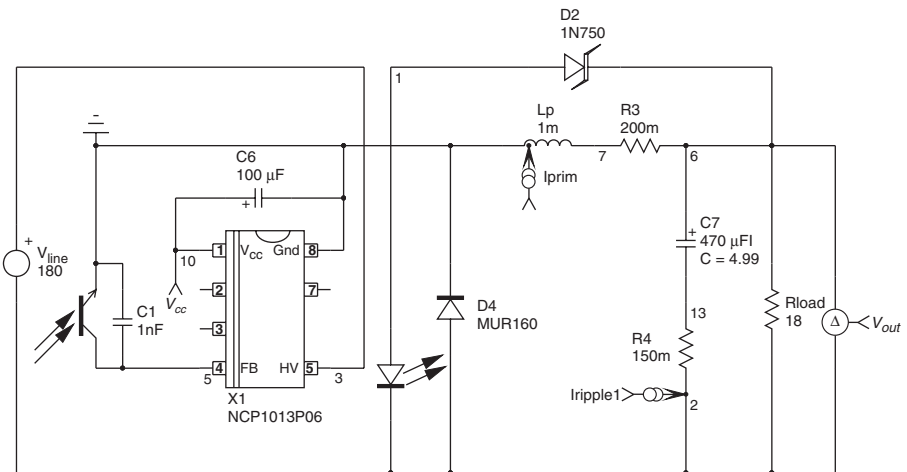 D2
1N750
1
Lp
1m
R3
200m
7
6
Iprim
-
C6
100 µF
+
+
Vline
180
10
Vcc
1
VCC
Gnd
8
2
7
3
4
FB
HV
5
5
3
C1
1nF
X1
NCP1013P06
D4
MUR160
+
C7
470 µFI
C = 4.99
13
R4
150m
Iripple1
2
Rload
18
Δ
Vout